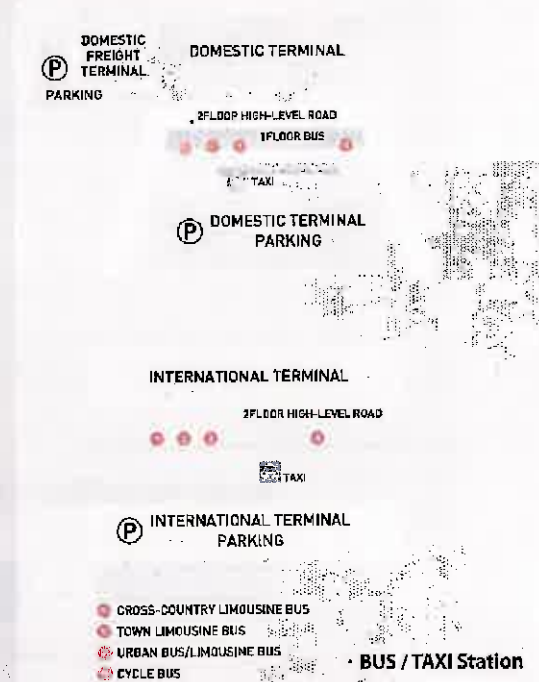 DOMESTIC
FREIGHT
TERMINAL
P
PARKING
DOMESTIC TERMINAL
2FLOOR HIGH-LEVEL ROAD
1FLOOR BUS
TAXI
P DOMESTIC TERMINAL
PARKING
INTERNATIONAL TERMINAL
2FLOOR HIGH-LEVEL ROAD
TAXI
P INTERNATIONAL TERMINAL
PARKING
CROSS-COUNTRY LIMOUSINE BUS
TOWN LIMOUSINE BUS
URBAN BUS/LIMOUSINE BUS
CYCLE BUS
· BUS / TAXI Station